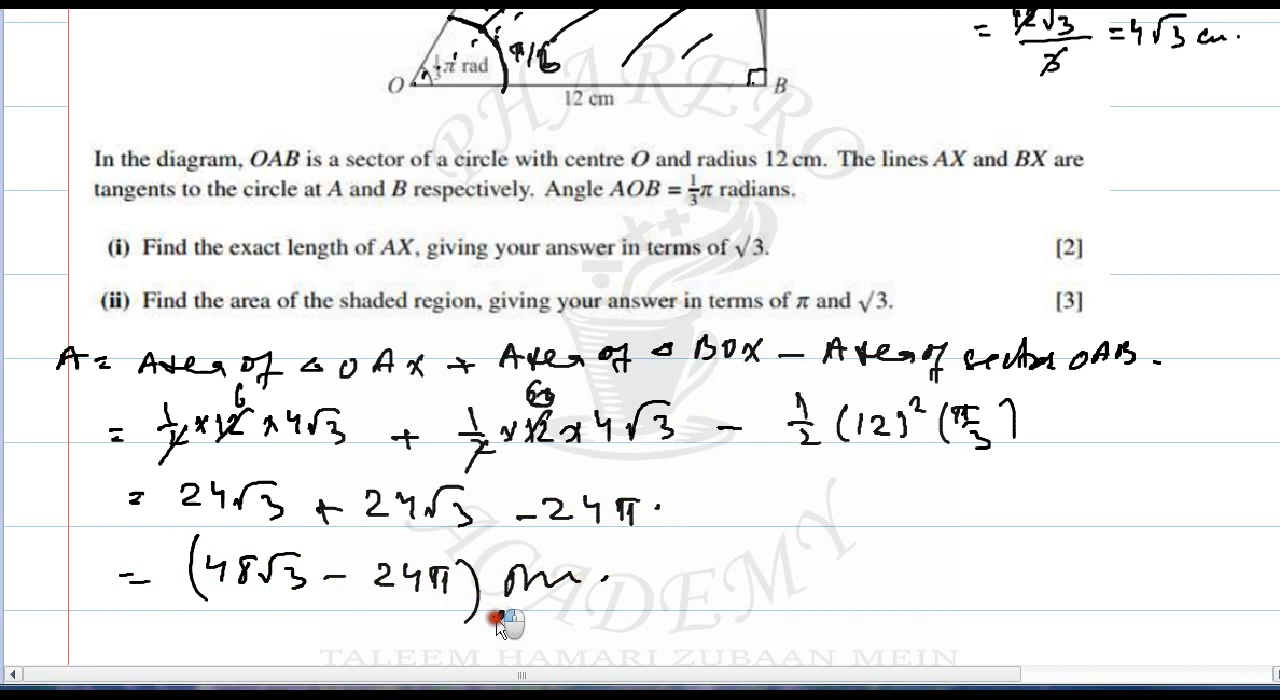 = 12√3/3 = 4√3 cm.
π/6
1/3π rad
O
B
12 cm
PHARERO
In the diagram, OAB is a sector of a circle with centre O and radius 12 cm. The lines AX and BX are
tangents to the circle at A and B respectively. Angle AOB = 1/3π radians.
(i) Find the exact length of AX, giving your answer in terms of √3. [2]
(ii) Find the area of the shaded region, giving your answer in terms of π and √3. [3]
A = Area of △ OAX + Area of △ BOX − Area of sector OAB.
6
= 1/2 × 12 × 4√3 + 1/2 × 12 × 4√3 − 1/2 (12)² (π/3)
= 24√3 + 24√3 − 24π.
= (48√3 − 24π)
ACADEMY
TALEEM HAMARI ZUBAAN MEIN